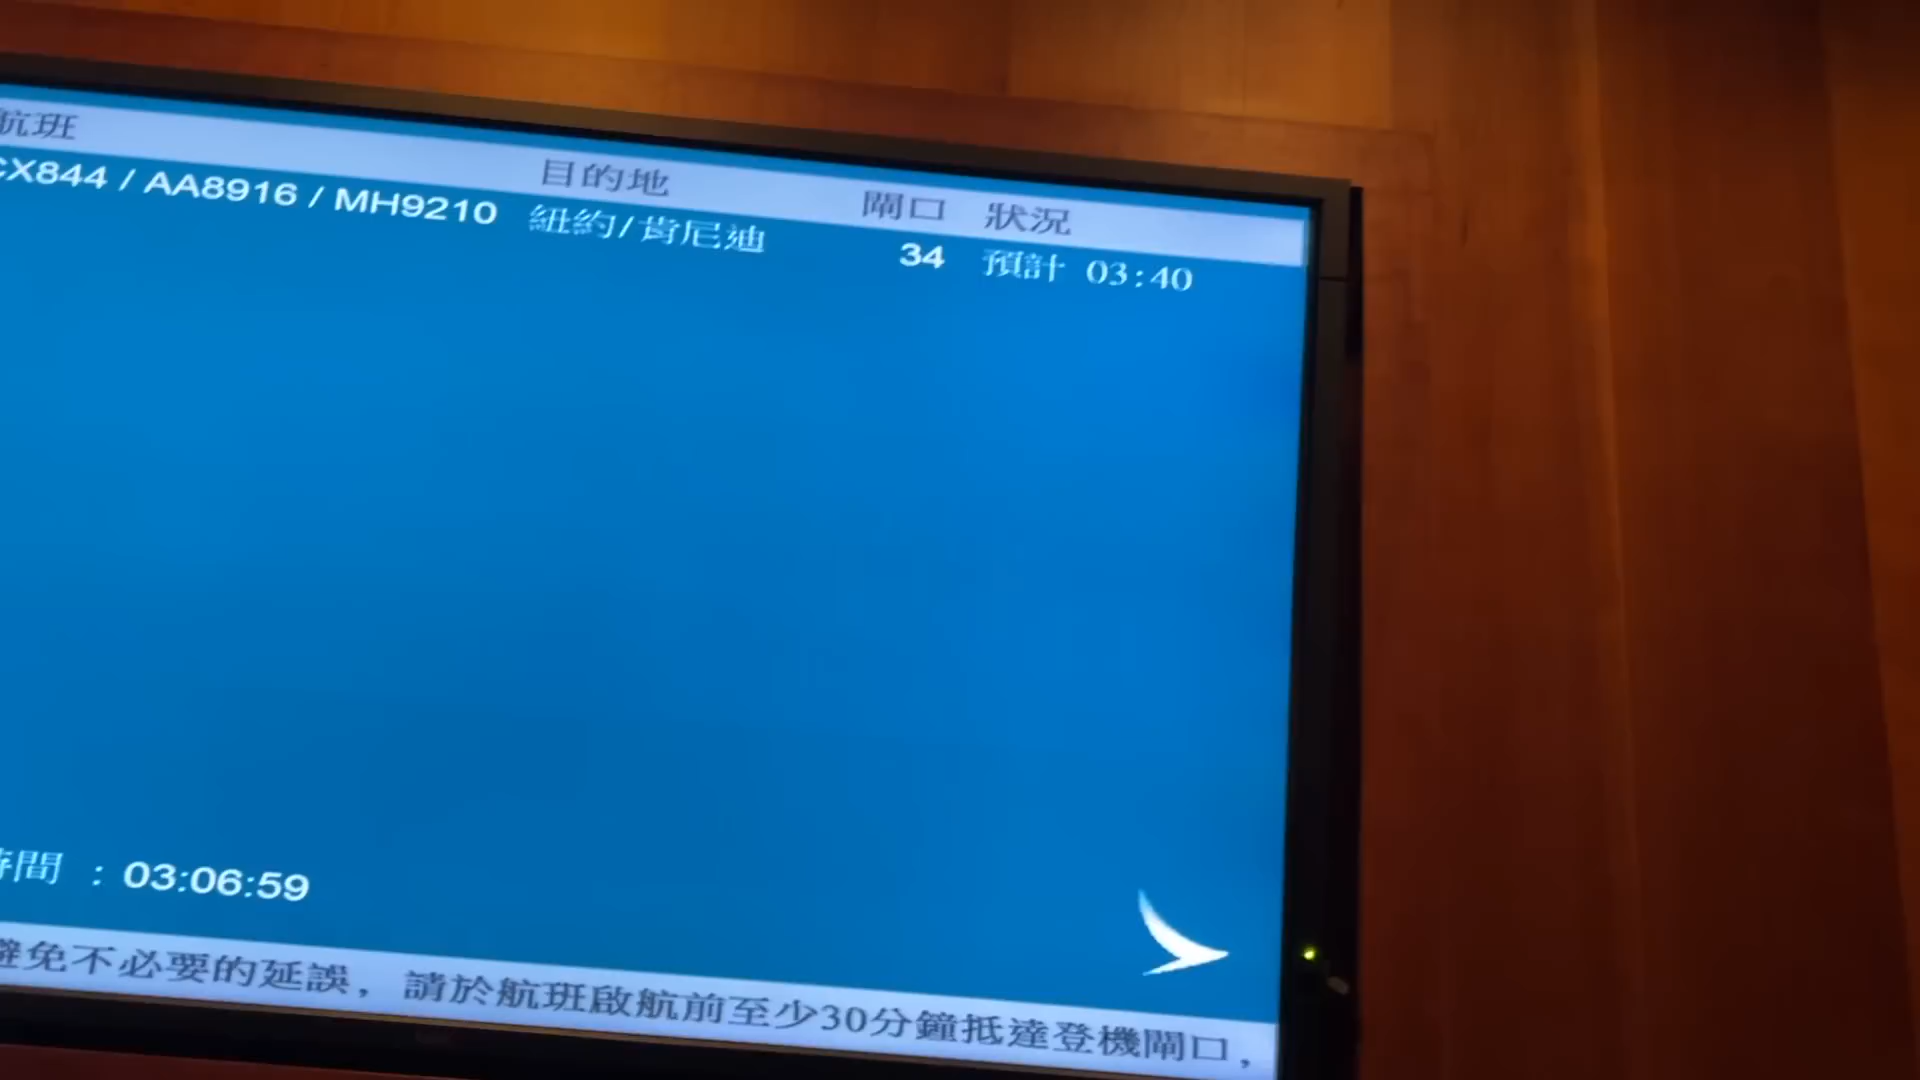 航班 目的地 閘口 狀況
CX844 / AA8916 / MH9210 紐約/肯尼迪 34 預計 03:40
時間 : 03:06:59
避免不必要的延誤，請於航班啟航前至少30分鐘抵達登機閘口，